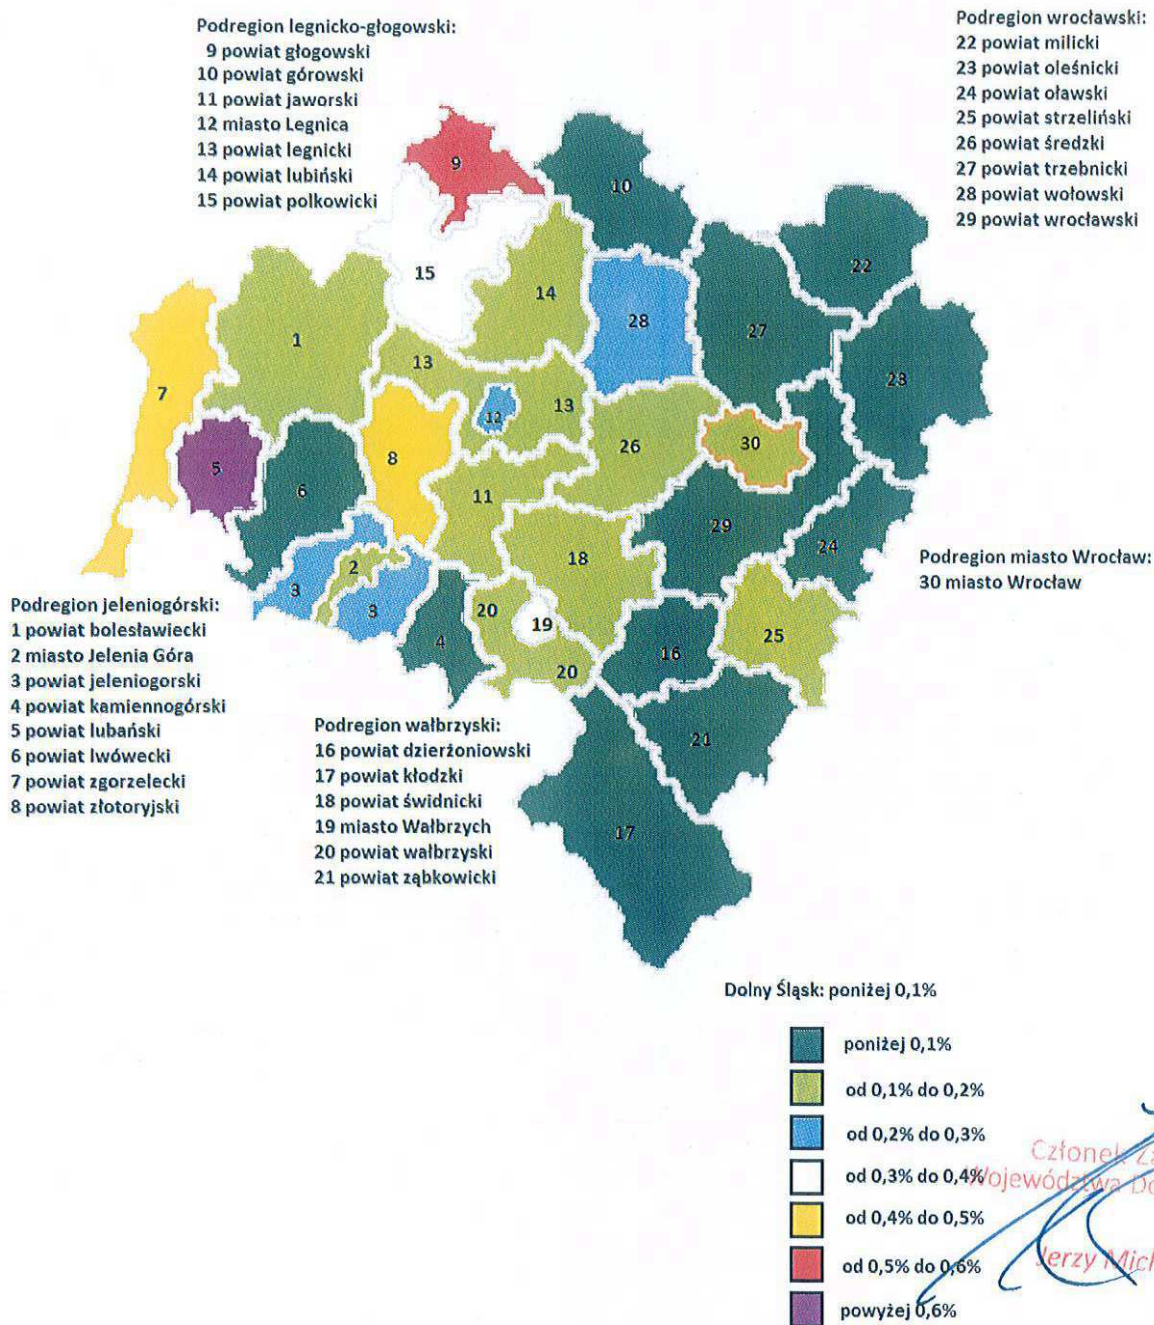 Podregion legnicko-głogowski:
9 powiat głogowski
10 powiat górowski
11 powiat jaworski
12 miasto Legnica
13 powiat legnicki
14 powiat lubiński
15 powiat polkowicki
Podregion wrocławski:
22 powiat milicki
23 powiat oleśnicki
24 powiat oławski
25 powiat strzeliński
26 powiat średzki
27 powiat trzebnicki
28 powiat wołowski
29 powiat wrocławski
9
10
22
15
14
28
27
1
23
7
13
12
13
26
30
5
8
6
11
29
24
18
2
3
3
20
19
4
25
16
20
21
17
Podregion miasto Wrocław:
30 miasto Wrocław
Podregion jeleniogórski:
1 powiat bolesławiecki
2 miasto Jelenia Góra
3 powiat jeleniogorski
4 powiat kamiennogórski
5 powiat lubański
6 powiat lwówecki
7 powiat zgorzelecki
8 powiat złotoryjski
Podregion wałbrzyski:
16 powiat dzierżoniowski
17 powiat kłodzki
18 powiat świdnicki
19 miasto Wałbrzych
20 powiat wałbrzyski
21 powiat ząbkowicki
Dolny Śląsk: poniżej 0,1%
poniżej 0,1%
od 0,1% do 0,2%
od 0,2% do 0,3%
od 0,3% do 0,4%
od 0,4% do 0,5%
od 0,5% do 0,6%
powyżej 0,6%
Członek Za
Województwa Do
Jerzy Mich